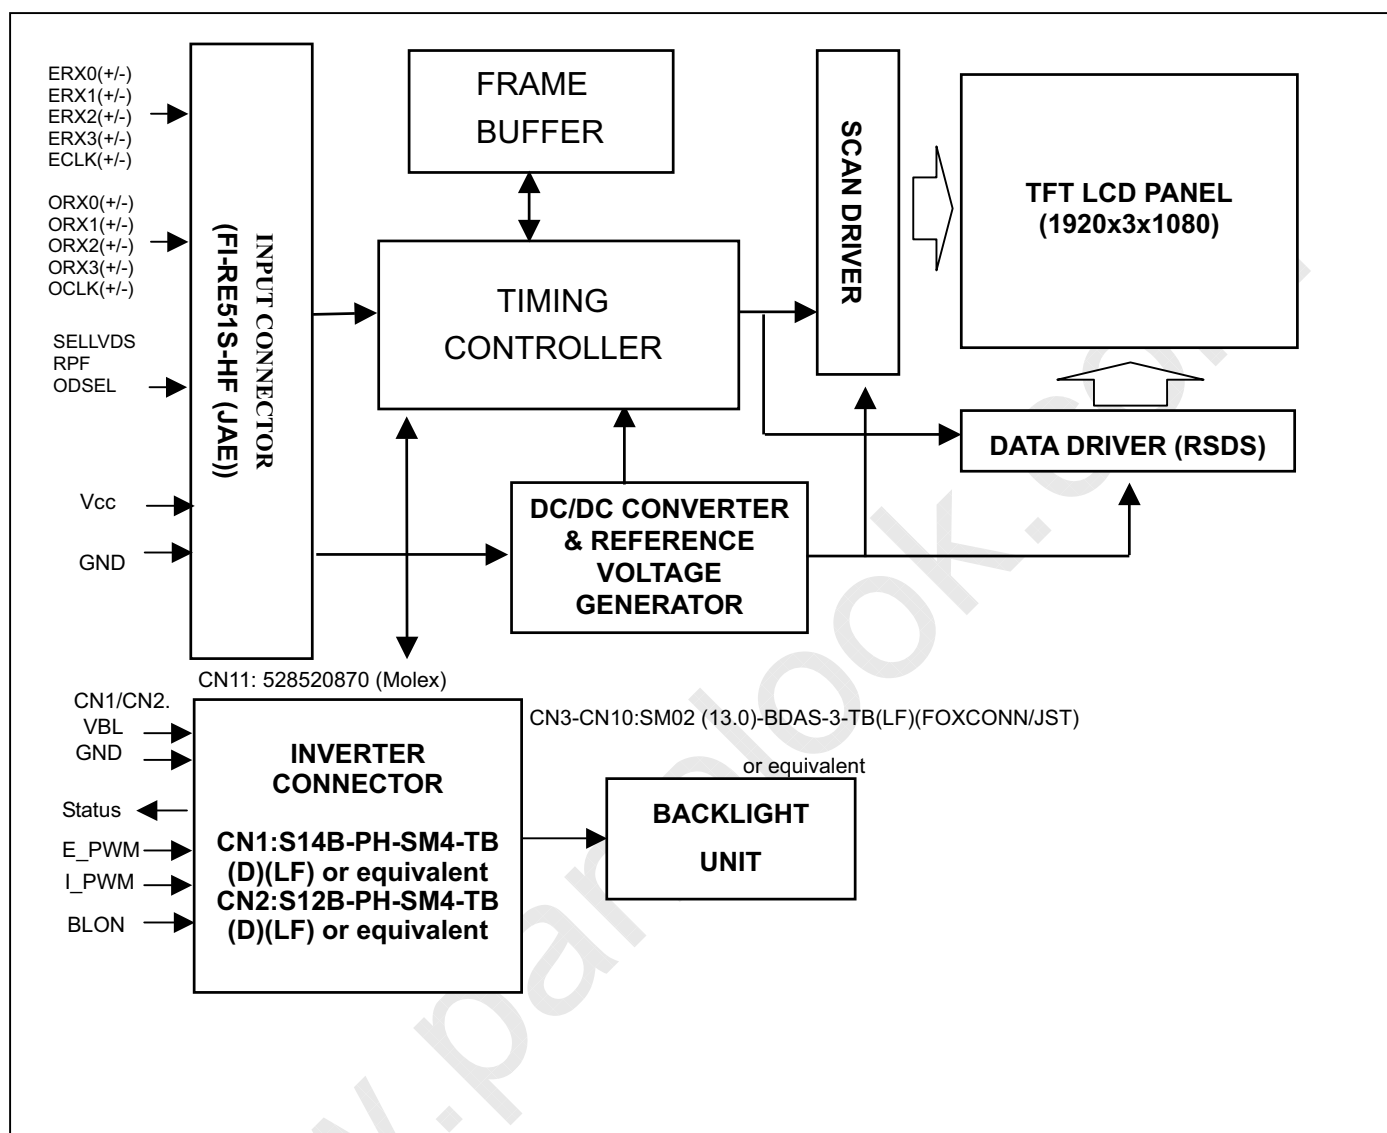 ERX0(+/-)
ERX1(+/-)
ERX2(+/-)
ERX3(+/-)
ECLK(+/-)
ORX0(+/-)
ORX1(+/-)
ORX2(+/-)
ORX3(+/-)
OCLK(+/-)
SELLVDS
RPF
ODSEL
Vcc
GND
INPUT CONNECTOR
(FI-RE51S-HF (JAE))
FRAME
BUFFER
TIMING
CONTROLLER
SCAN DRIVER
TFT LCD PANEL
(1920x3x1080)
DATA DRIVER (RSDS)
DC/DC CONVERTER
& REFERENCE
VOLTAGE
GENERATOR
CN11: 528520870 (Molex)
CN1/CN2.
VBL
GND
Status
E_PWM
I_PWM
BLON
INVERTER
CONNECTOR
CN1:S14B-PH-SM4-TB
(D)(LF) or equivalent
CN2:S12B-PH-SM4-TB
(D)(LF) or equivalent
CN3-CN10:SM02 (13.0)-BDAS-3-TB(LF)(FOXCONN/JST)
or equivalent
BACKLIGHT
UNIT